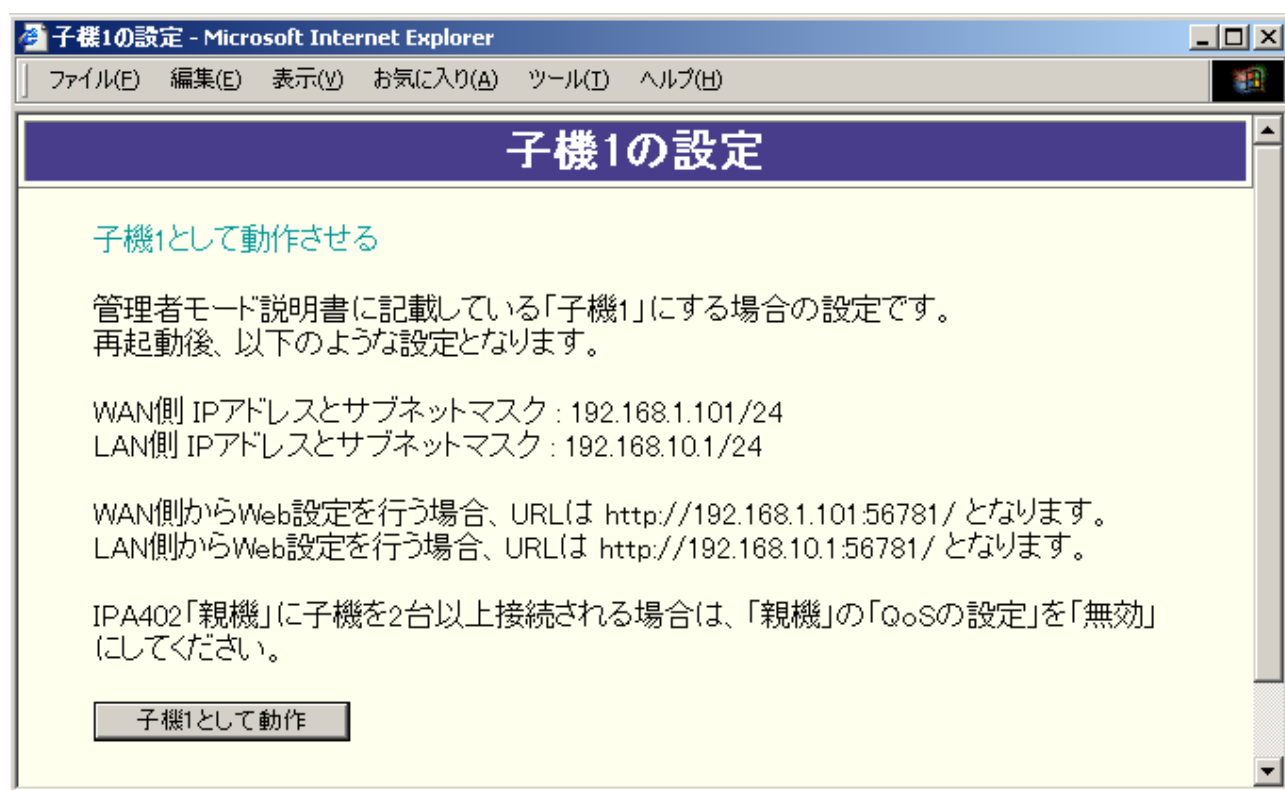 子機1の設定 - Microsoft Internet Explorer
ファイル(F) 編集(E) 表示(V) お気に入り(A) ツール(T) ヘルプ(H)
子機1の設定
子機1として動作させる
管理者モード説明書に記載している「子機1」にする場合の設定です。
再起動後、以下のような設定となります。
WAN側 IPアドレスとサブネットマスク : 192.168.1.101/24
LAN側 IPアドレスとサブネットマスク : 192.168.10.1/24
WAN側からWeb設定を行う場合、URLは http://192.168.1.101:56781/ となります。
LAN側からWeb設定を行う場合、URLは http://192.168.10.1:56781/ となります。
IPA402「親機」に子機を2台以上接続される場合は、「親機」の「QoSの設定」を「無効」
にしてください。
子機1として動作